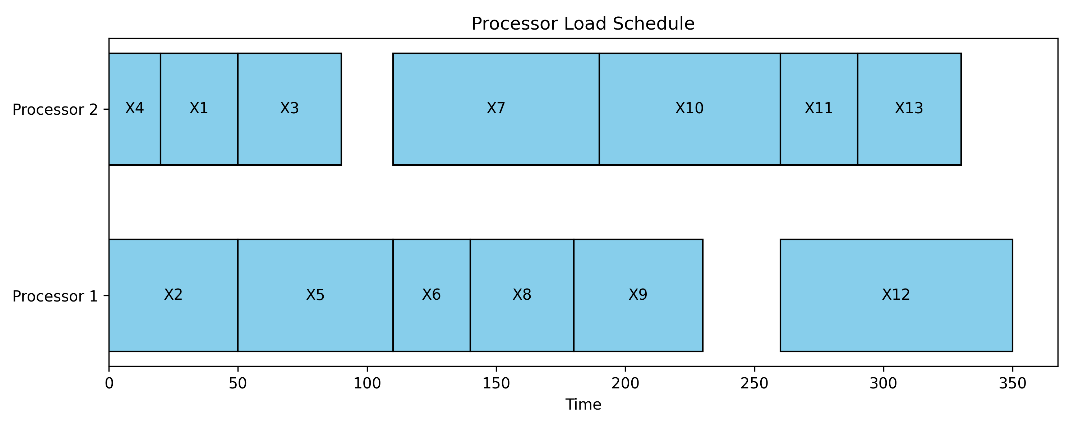 Processor Load Schedule
Processor 2
X4 X1 X3 X7 X10 X11 X13
Processor 1
X2 X5 X6 X8 X9 X12
0 50 100 150 200 250 300 350
Time